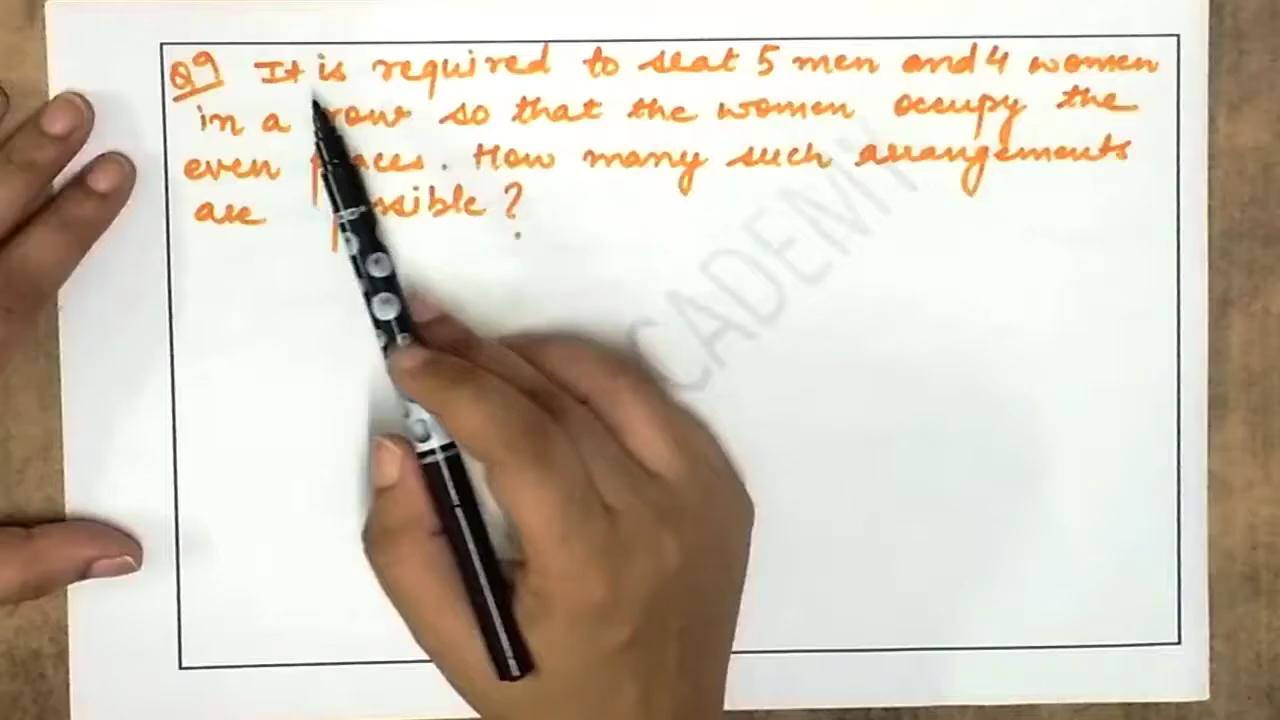 Q9 It is required to seat 5 men and 4 women
in a row so that the women occupy the
even places. How many such arrangements
are possible?
CADEMY